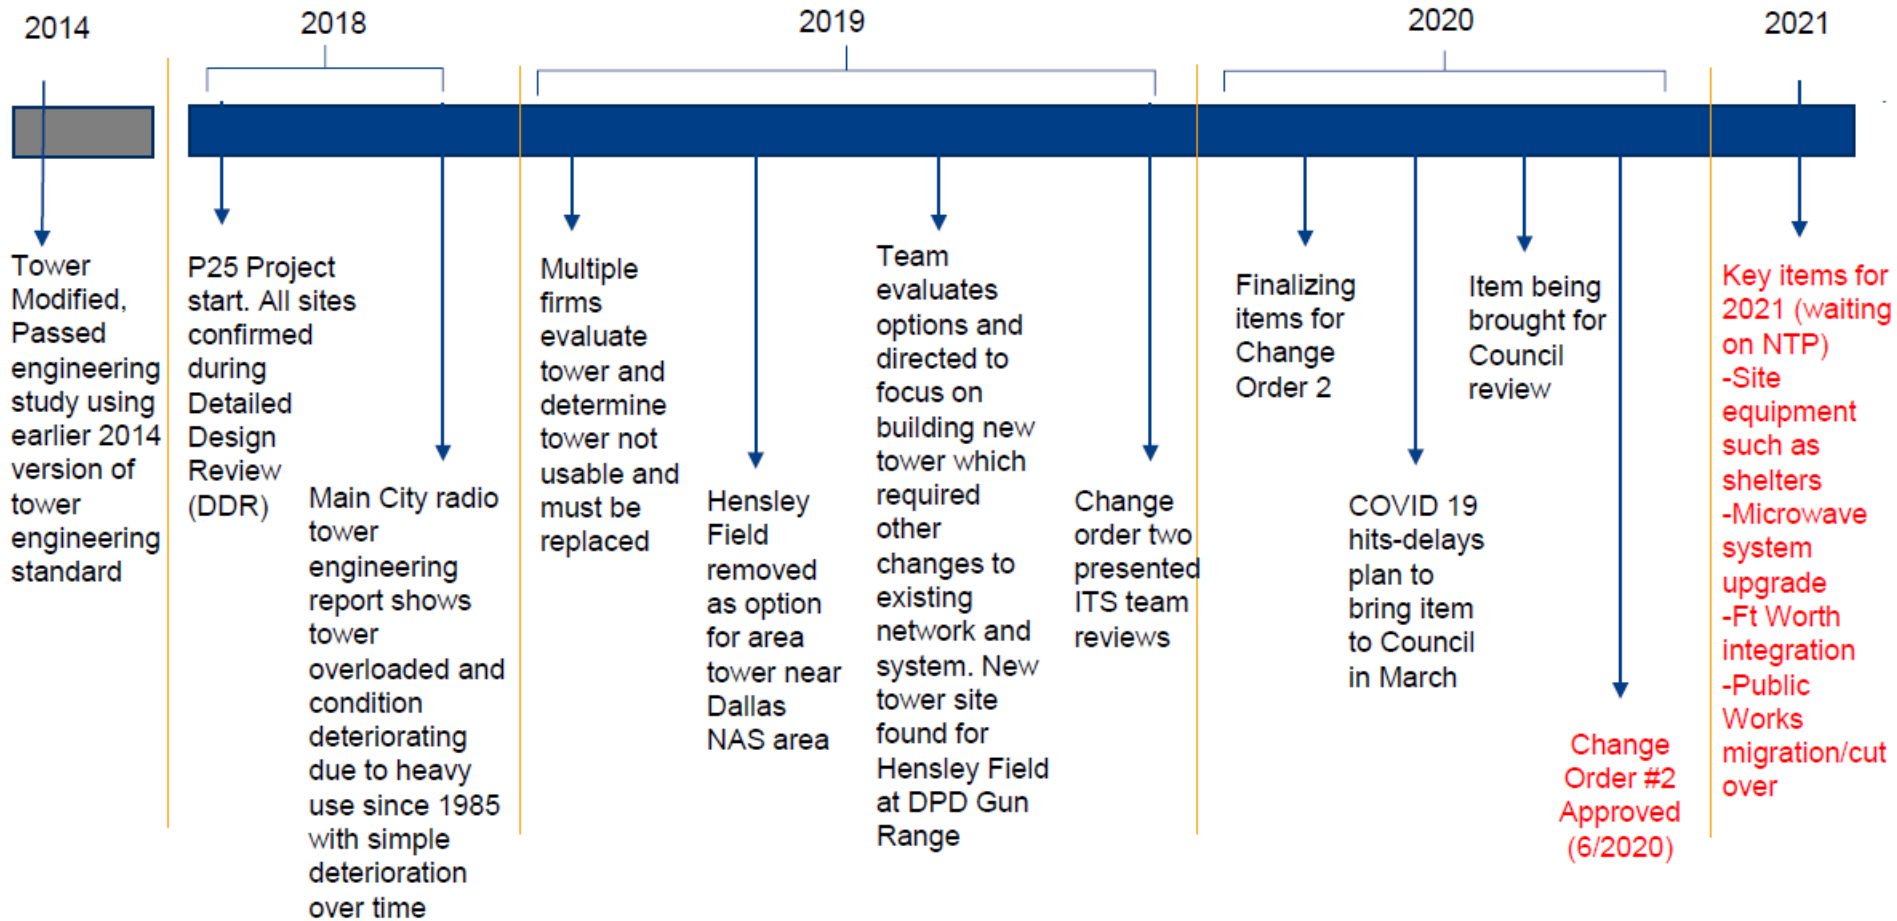 2014
2018
2019
2020
2021
Tower
Modified,
Passed
engineering
study using
earlier 2014
version of
tower
engineering
standard
P25 Project
start. All sites
confirmed
during
Detailed
Design
Review
(DDR)
Main City radio
tower
engineering
report shows
tower
overloaded and
condition
deteriorating
due to heavy
use since 1985
with simple
deterioration
over time
Multiple
firms
evaluate
tower and
determine
tower not
usable and
must be
replaced
Hensley
Field
removed
as option
for area
tower near
Dallas
NAS area
Team
evaluates
options and
directed to
focus on
building new
tower which
required
other
changes to
existing
network and
system. New
tower site
found for
Hensley Field
at DPD Gun
Range
Change
order two
presented
ITS team
reviews
Finalizing
items for
Change
Order 2
COVID 19
hits-delays
plan to
bring item
to Council
in March
Item being
brought for
Council
review
Change
Order #2
Approved
(6/2020)
Key items for
2021 (waiting
on NTP)
-Site
equipment
such as
shelters
-Microwave
system
upgrade
-Ft Worth
integration
-Public
Works
migration/cut
over